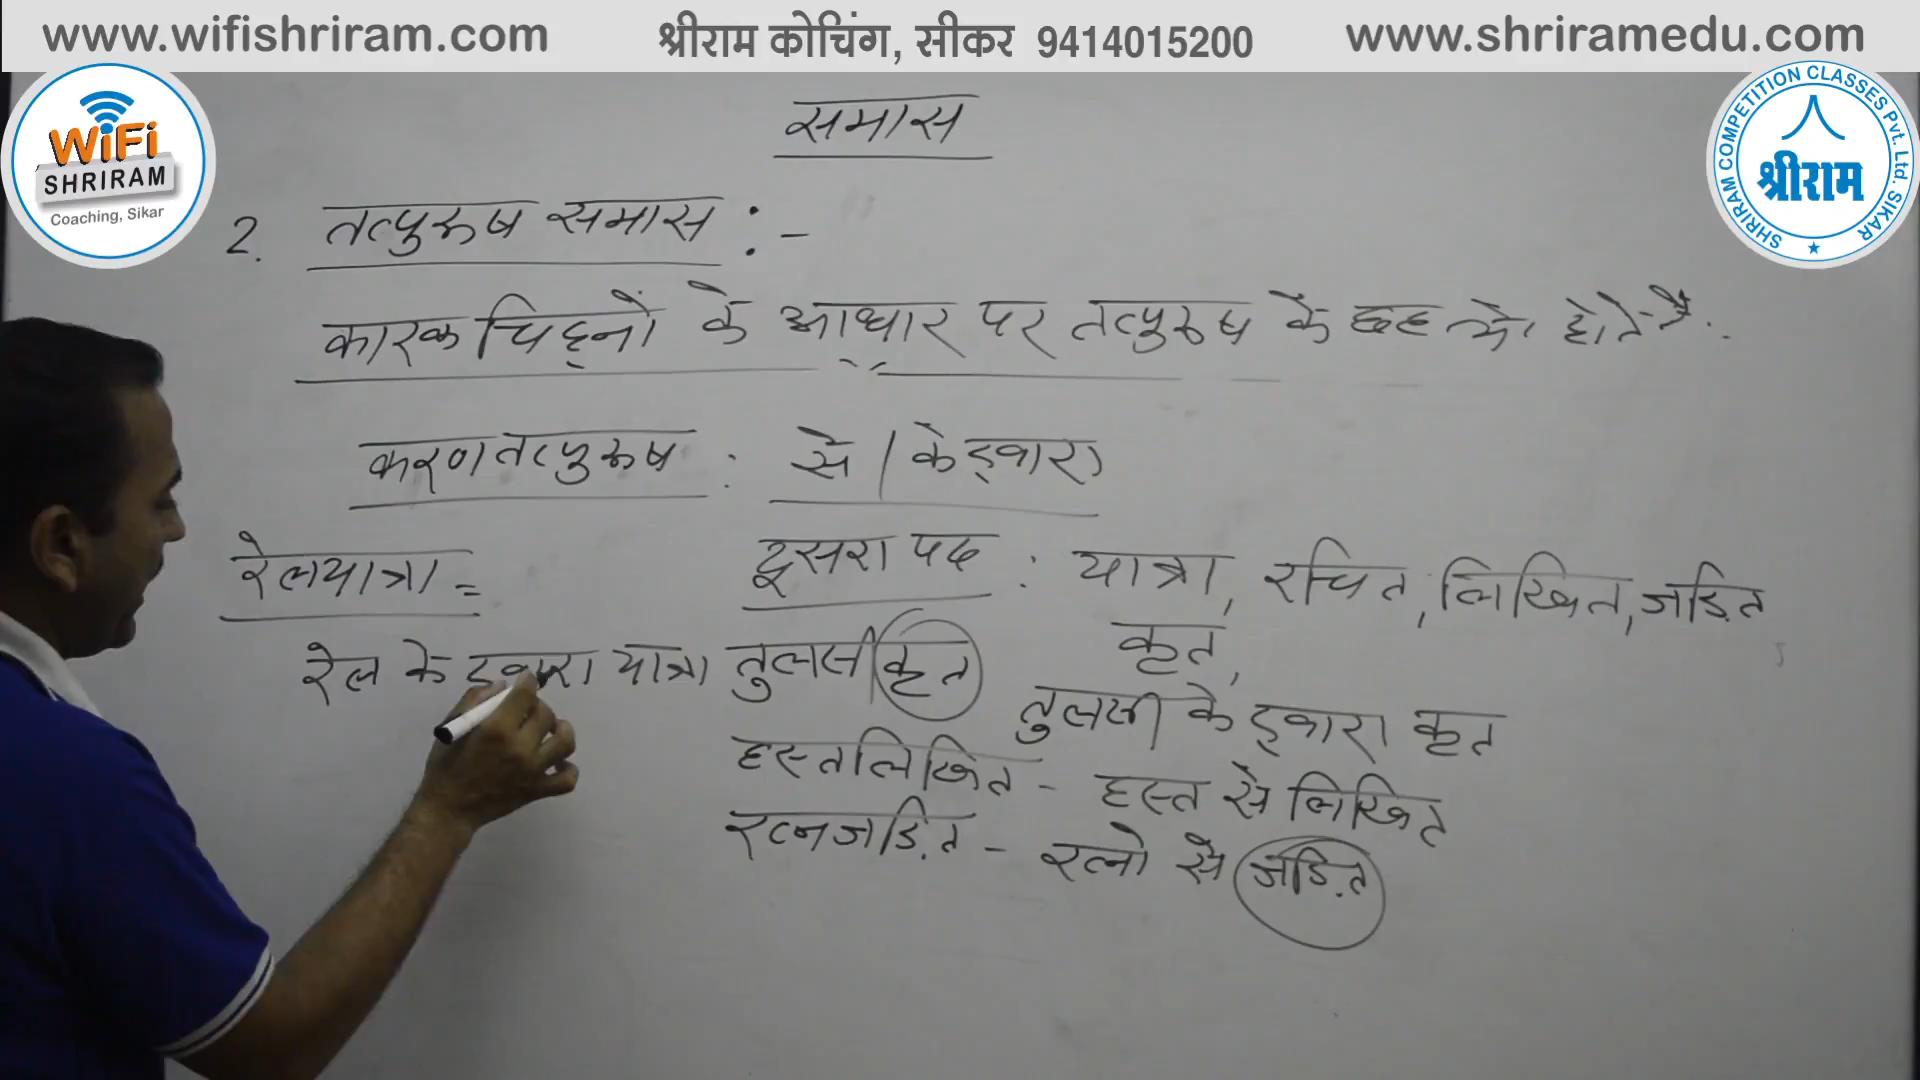 www.wifishriram.com श्रीराम कोचिंग, सीकर 9414015200 www.shriramedu.com
WiFi
SHRIRAM
Coaching, Sikar
SHRIRAM COMPETITION CLASSES Pvt. Ltd. SIKAR
श्रीराम
समास
2. तत्पुरूष समास :-
कारक चिह्नों के आधार पर तत्पुरूष के छह होते है
करण तत्पुरूष : से / के द्वारा
रेलयात्रा =
रेल के द्वारा यात्रा
दूसरा पद : यात्रा, रचित, लिखित, जड़ित
कृत,
तुलसीकृत तुलसी के द्वारा कृत
हस्तलिखित - हस्त से लिखित
रत्नजड़ित - रत्नो से जड़ित